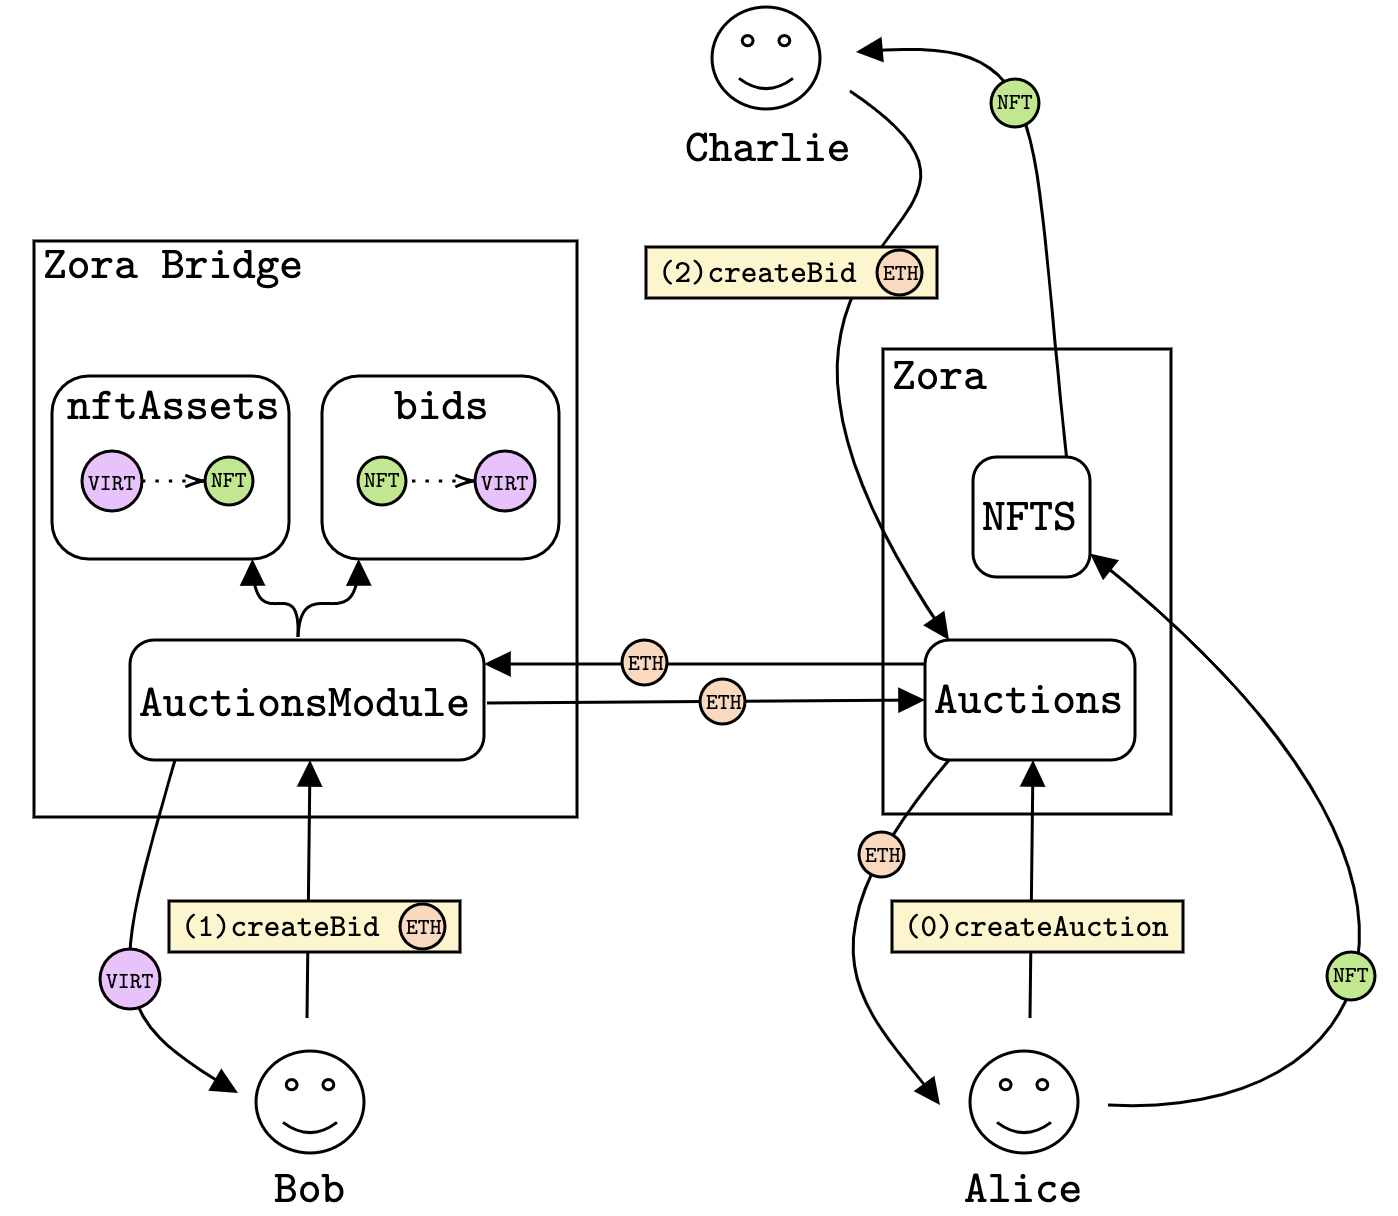 NFT
Charlie
Zora Bridge
(2)createBid ETH
Zora
nftAssets
bids
VIRT NFT
NFT VIRT
NFTS
ETH
AuctionsModule
ETH
Auctions
ETH
(1)createBid ETH
(0)createAuction
VIRT
NFT
Bob
Alice